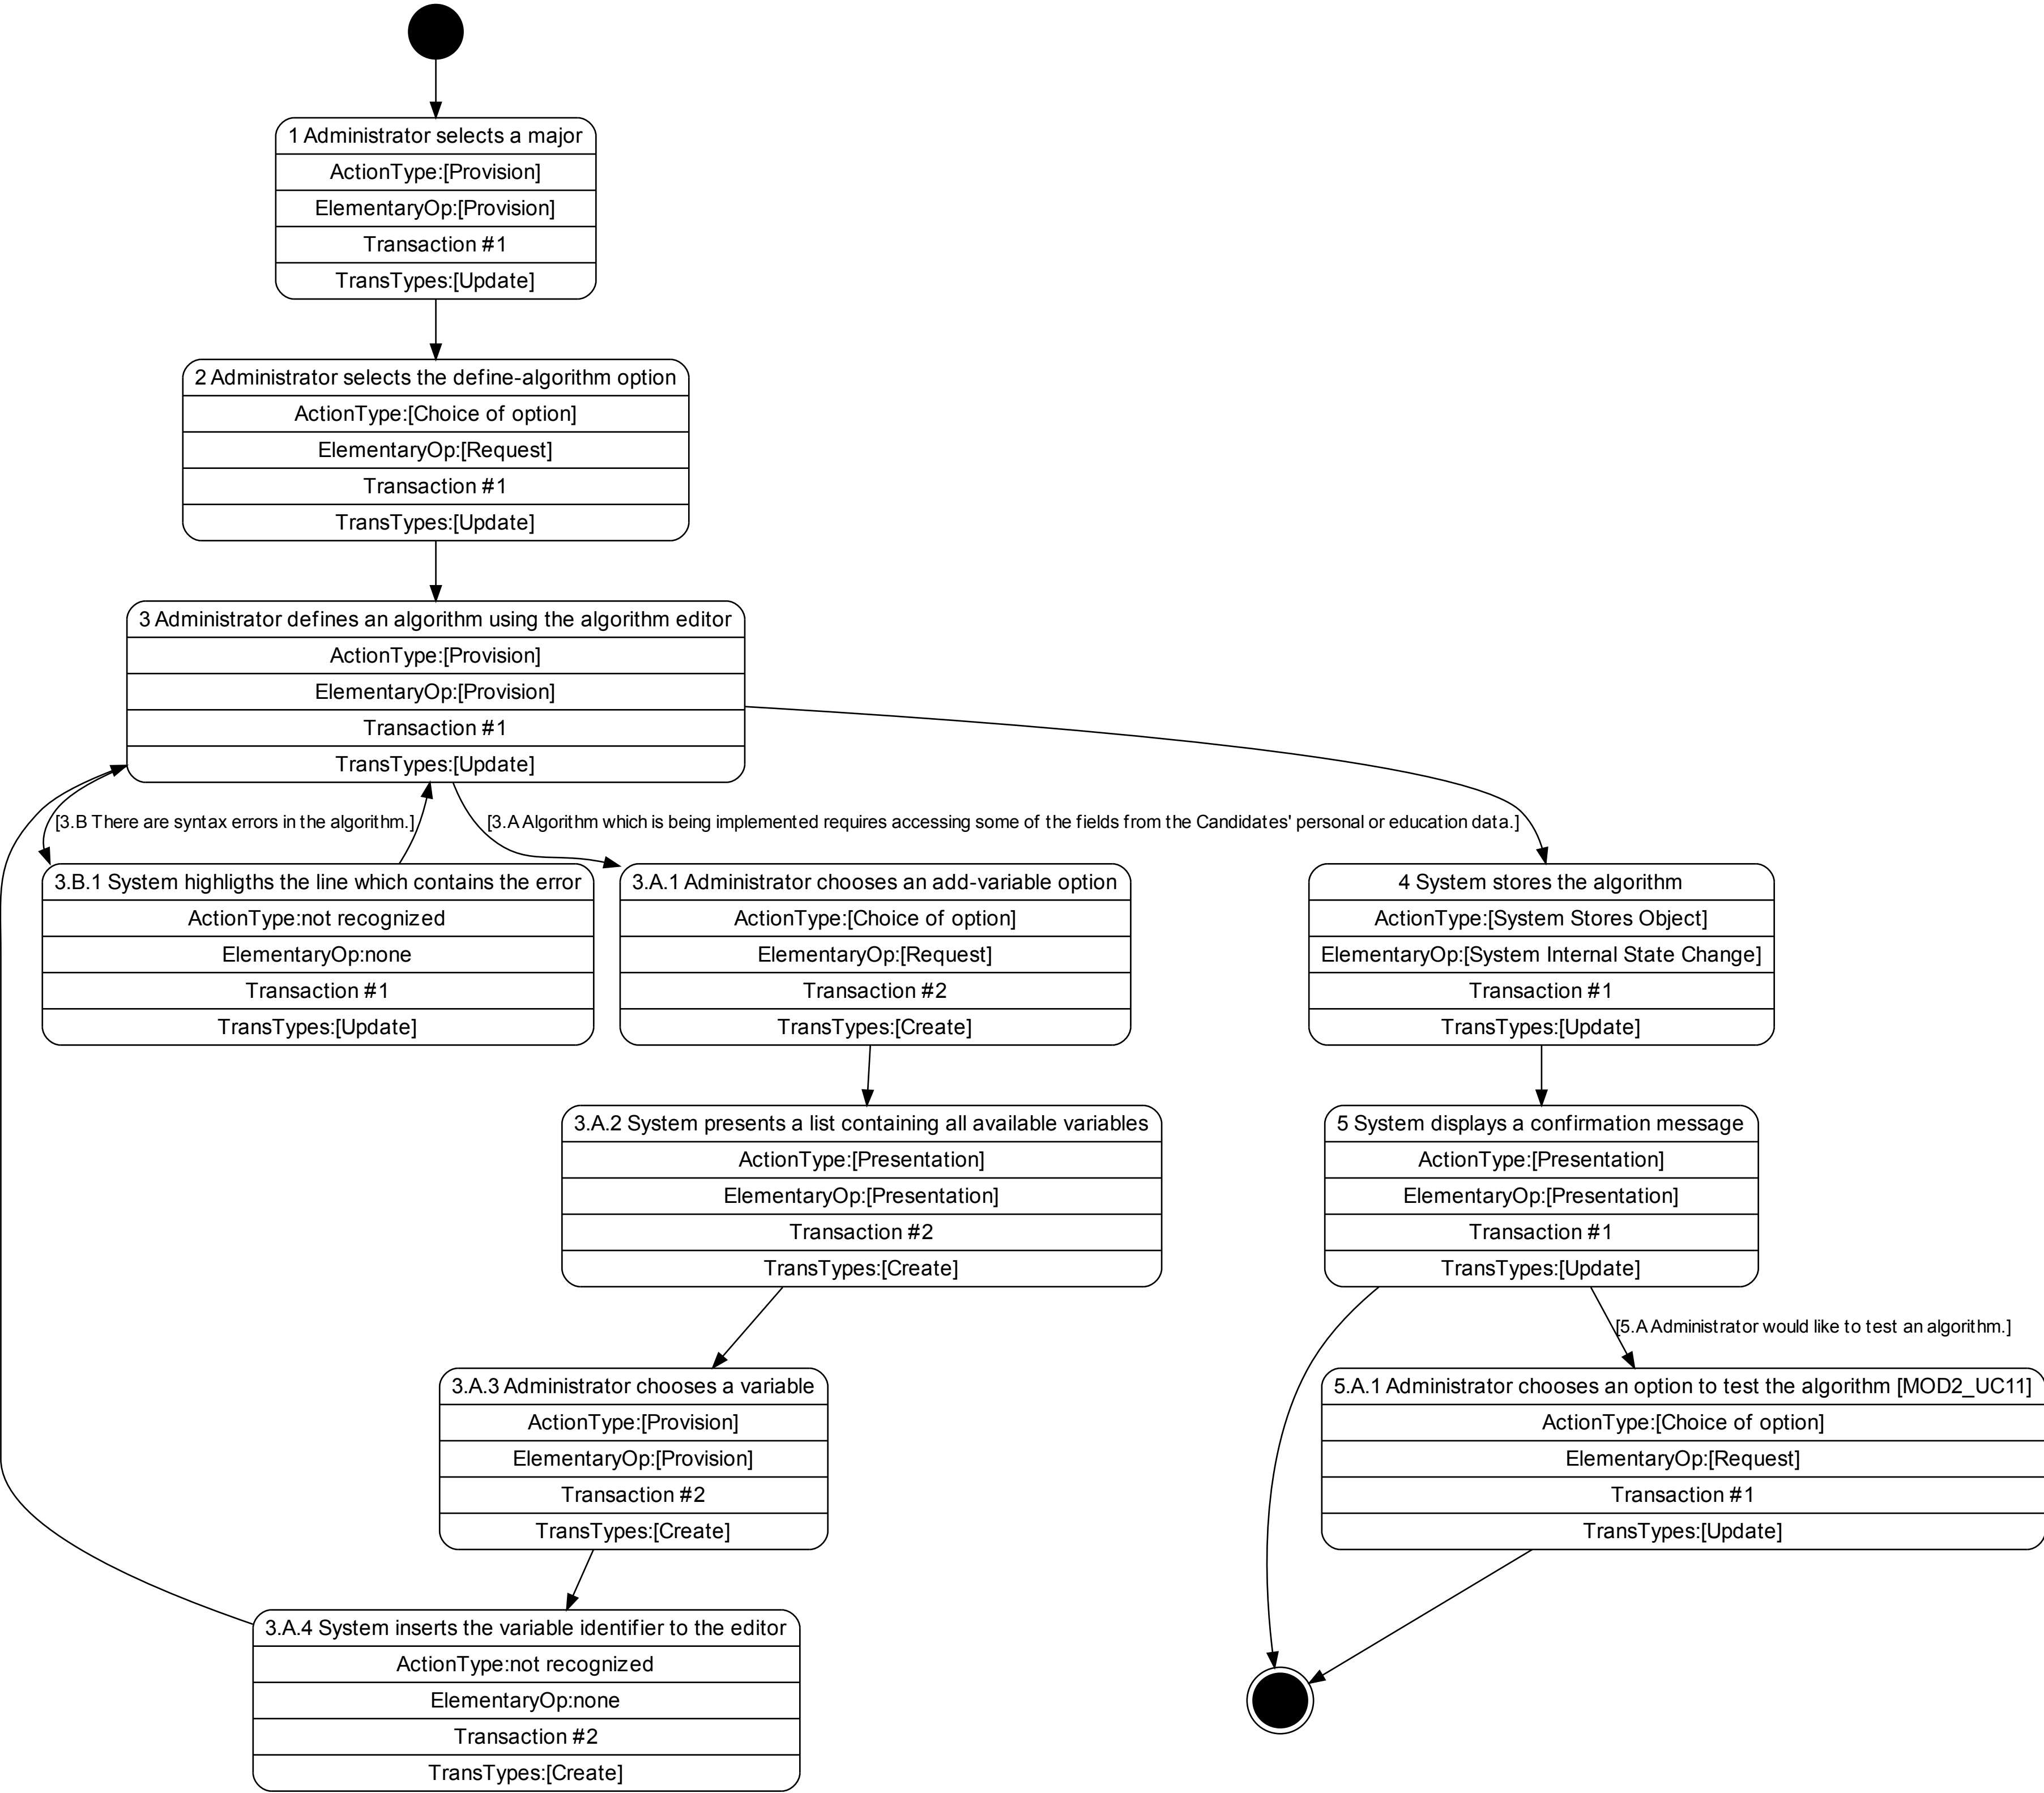 1 Administrator selects a major
ActionType:[Provision]
ElementaryOp:[Provision]
Transaction #1
TransTypes:[Update]
2 Administrator selects the define-algorithm option
ActionType:[Choice of option]
ElementaryOp:[Request]
Transaction #1
TransTypes:[Update]
3 Administrator defines an algorithm using the algorithm editor
ActionType:[Provision]
ElementaryOp:[Provision]
Transaction #1
TransTypes:[Update]
[3.B There are syntax errors in the algorithm.]
[3.A Algorithm which is being implemented requires accessing some of the fields from the Candidates' personal or education data.]
3.B.1 System highligths the line which contains the error
ActionType:not recognized
ElementaryOp:none
Transaction #1
TransTypes:[Update]
3.A.1 Administrator chooses an add-variable option
ActionType:[Choice of option]
ElementaryOp:[Request]
Transaction #2
TransTypes:[Create]
4 System stores the algorithm
ActionType:[System Stores Object]
ElementaryOp:[System Internal State Change]
Transaction #1
TransTypes:[Update]
3.A.2 System presents a list containing all available variables
ActionType:[Presentation]
ElementaryOp:[Presentation]
Transaction #2
TransTypes:[Create]
5 System displays a confirmation message
ActionType:[Presentation]
ElementaryOp:[Presentation]
Transaction #1
TransTypes:[Update]
[5.A Administrator would like to test an algorithm.]
3.A.3 Administrator chooses a variable
ActionType:[Provision]
ElementaryOp:[Provision]
Transaction #2
TransTypes:[Create]
5.A.1 Administrator chooses an option to test the algorithm [MOD2_UC11]
ActionType:[Choice of option]
ElementaryOp:[Request]
Transaction #1
TransTypes:[Update]
3.A.4 System inserts the variable identifier to the editor
ActionType:not recognized
ElementaryOp:none
Transaction #2
TransTypes:[Create]